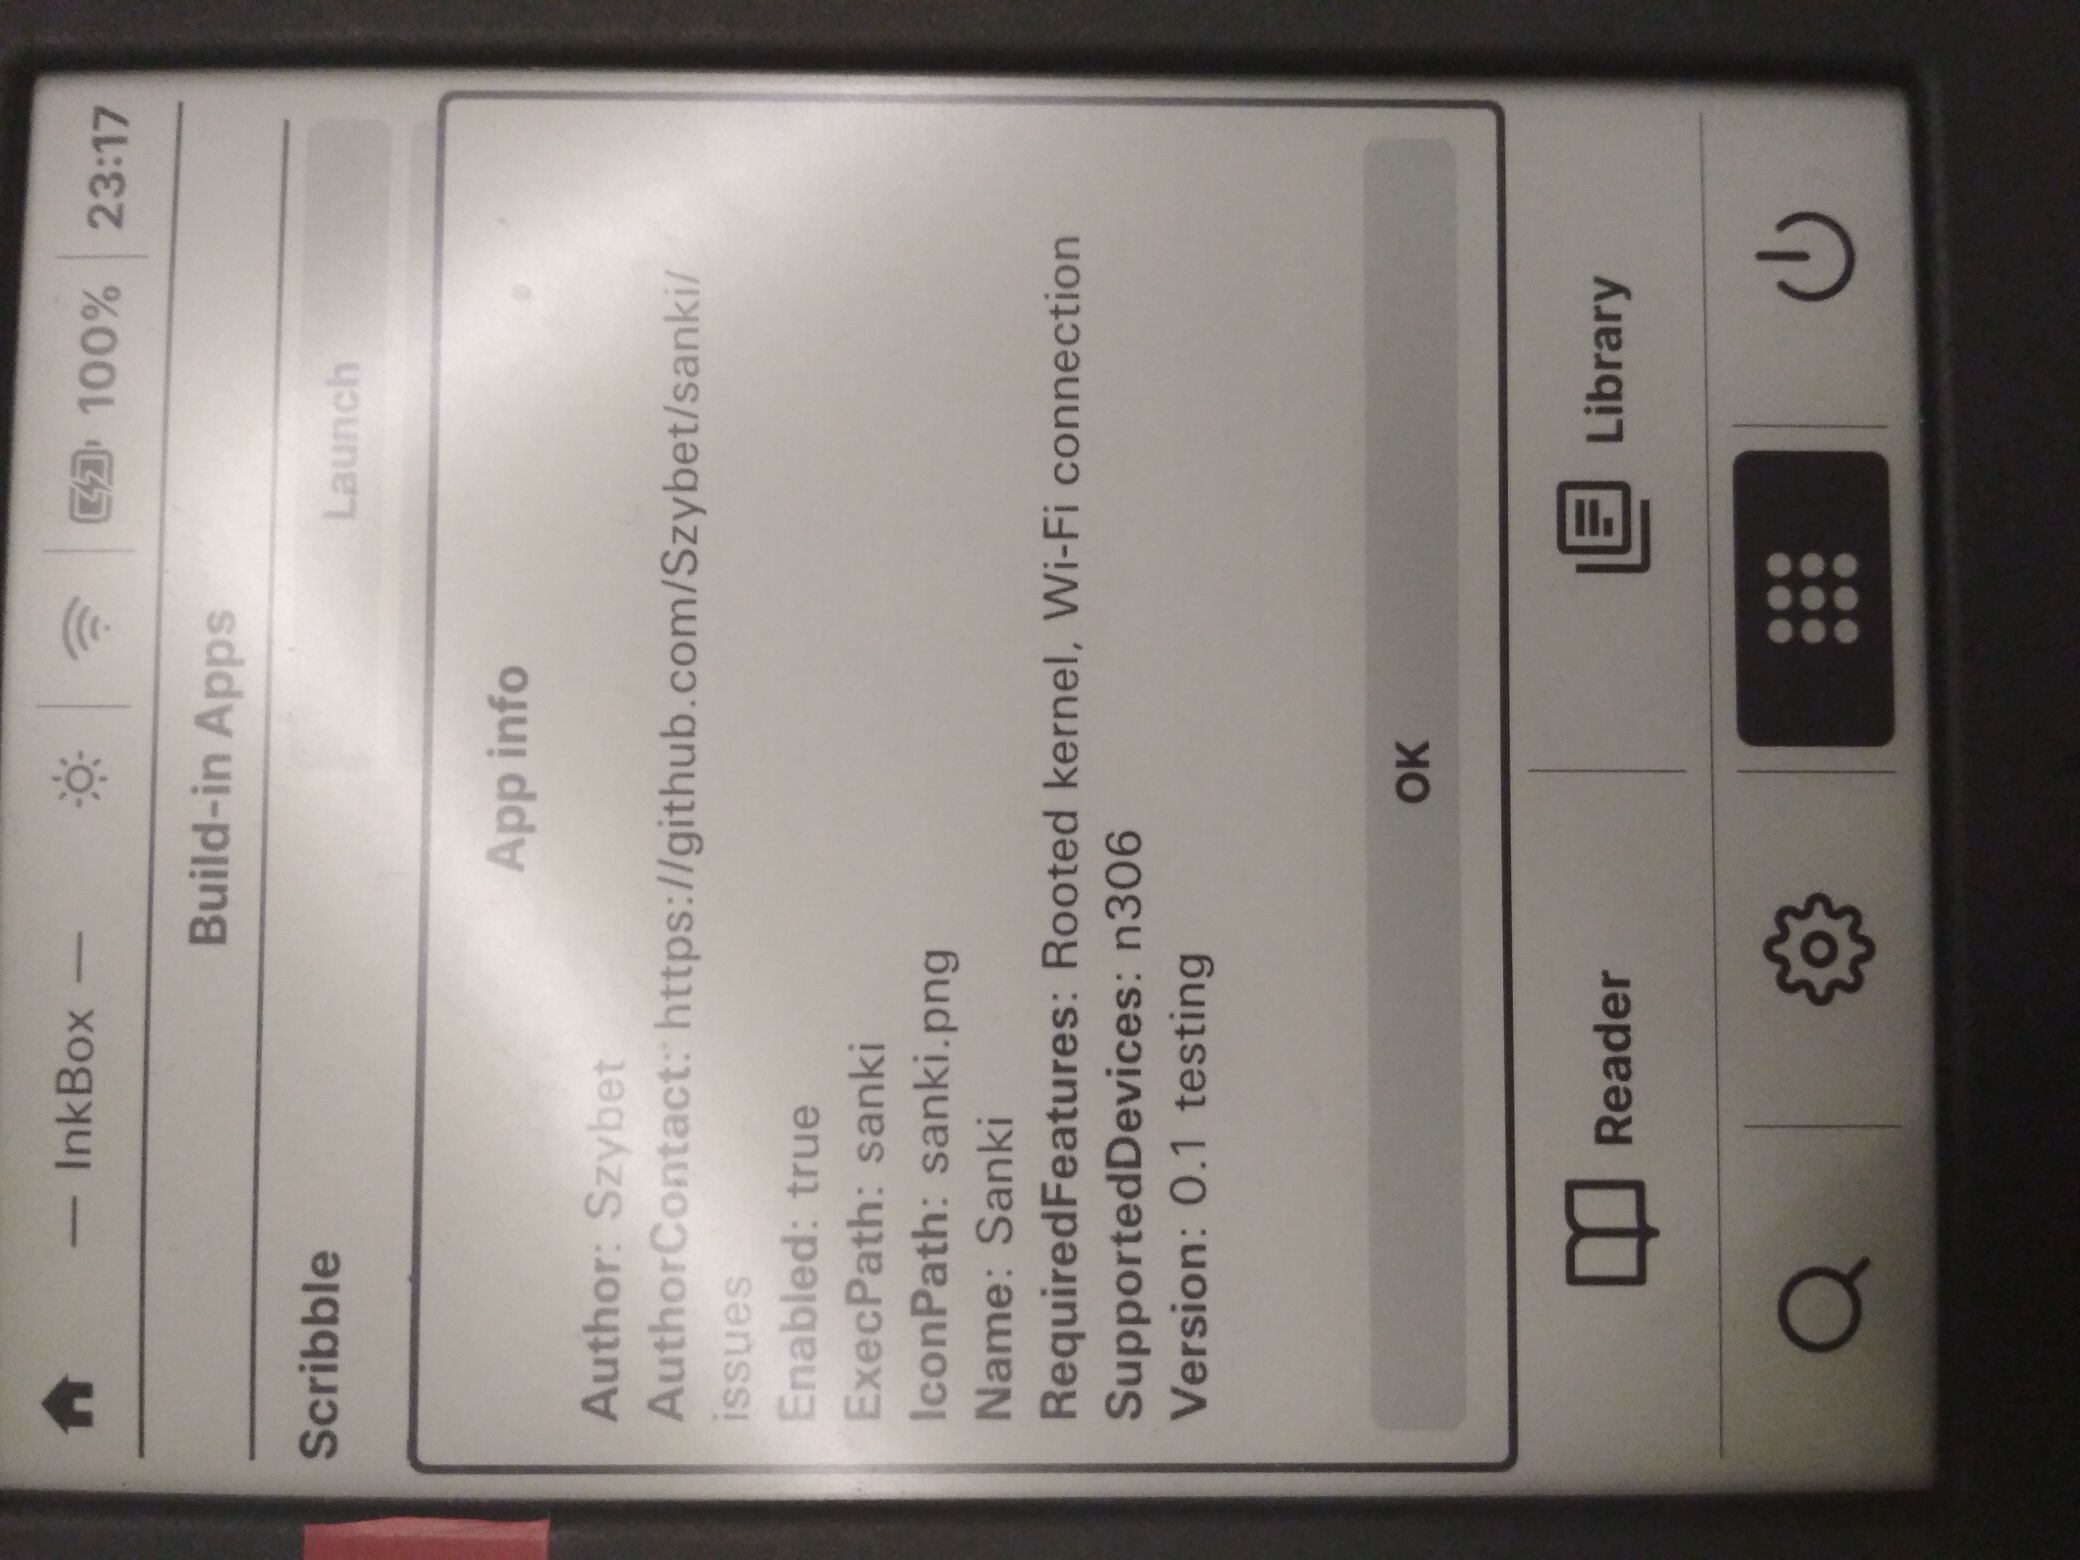 — InkBox —
100%
23:17
Build-in Apps
Scribble
Launch
App info
Author: Szybet
AuthorContact: https://github.com/Szybet/sanki/
issues
Enabled: true
ExecPath: sanki
IconPath: sanki.png
Name: Sanki
RequiredFeatures: Rooted kernel, Wi-Fi connection
SupportedDevices: n306
Version: 0.1 testing
OK
Reader
Library